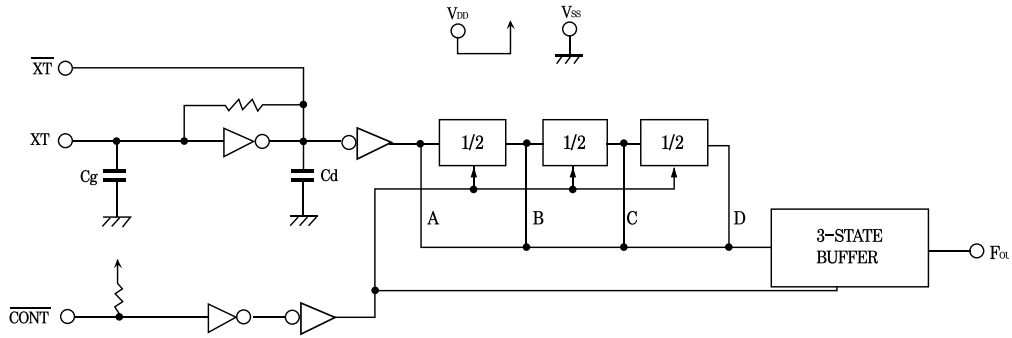 VDD
VSS
XT
XT
Cg
Cd
1/2
1/2
1/2
A
B
C
D
3-STATE
BUFFER
FOU
CONT